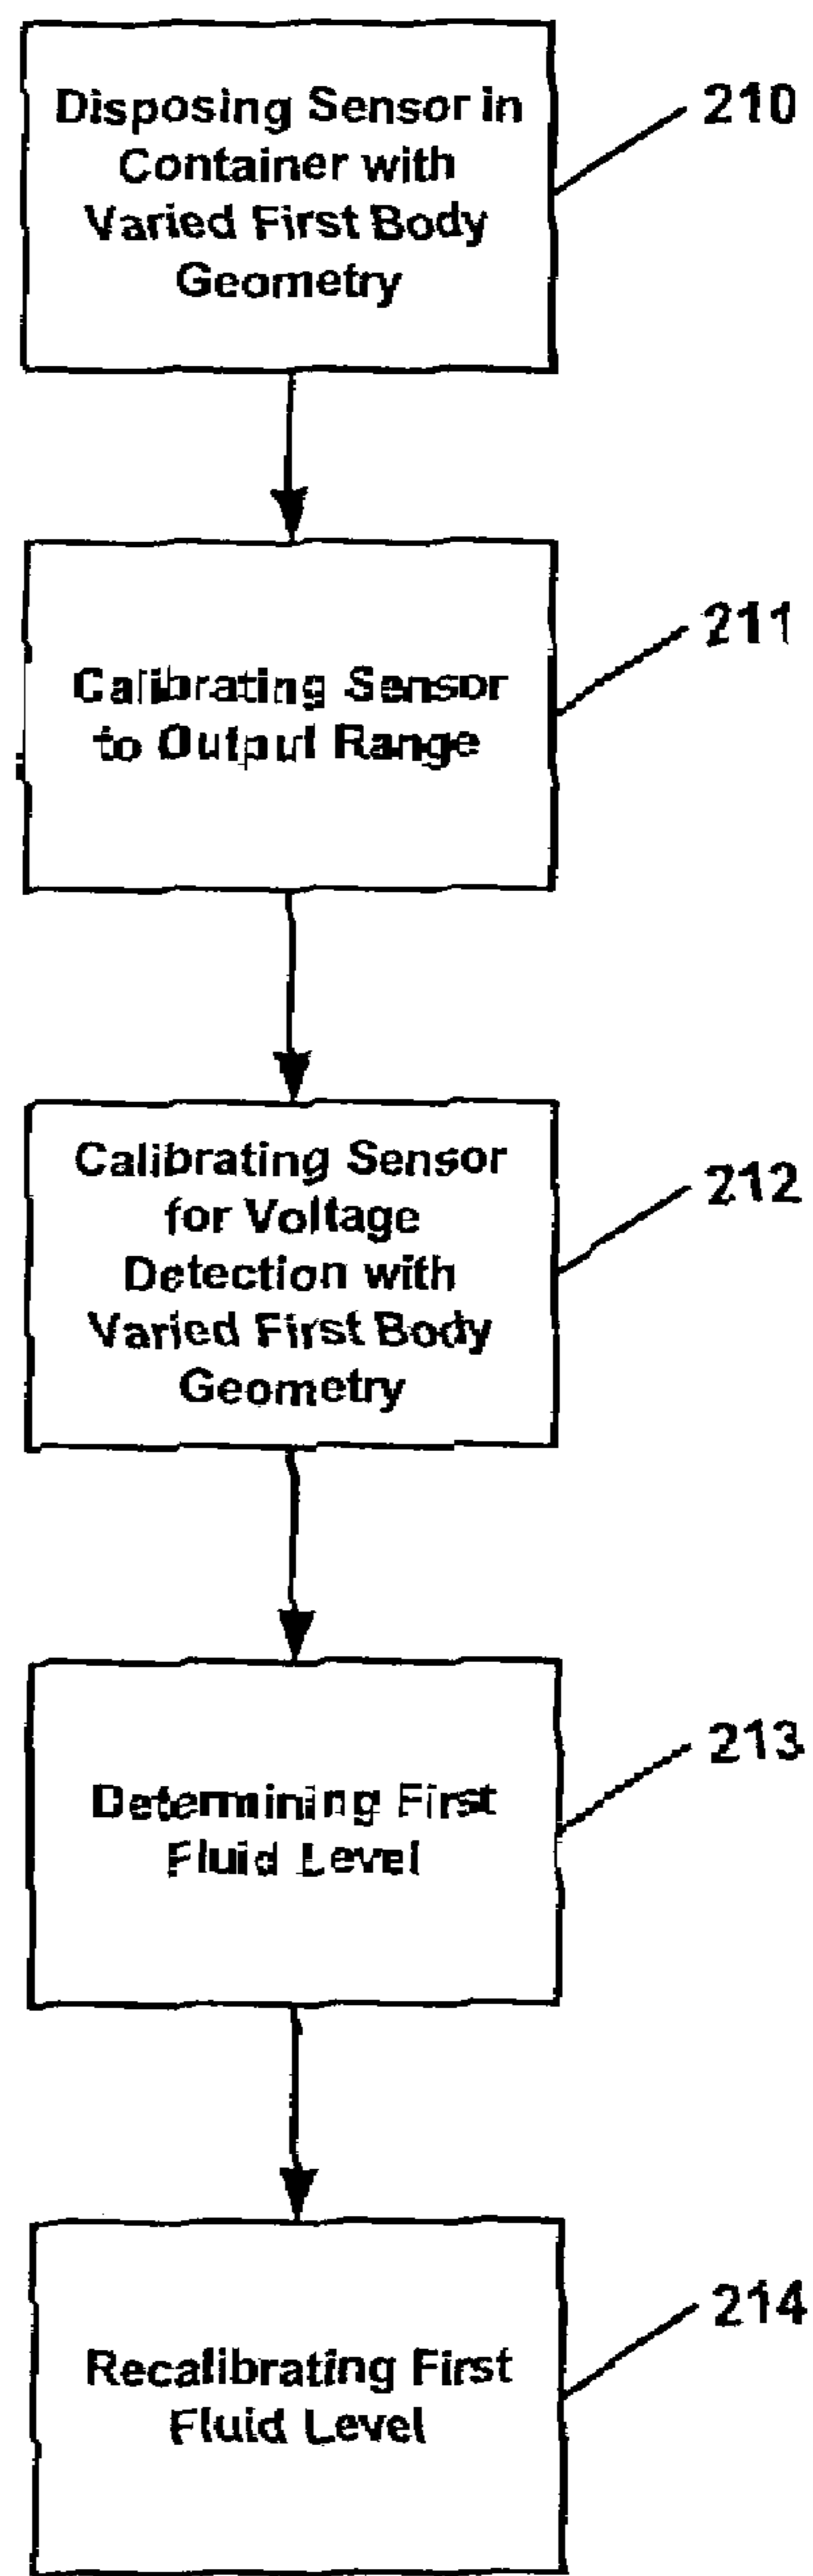 Disposing Sensor in
Container with
Varied First Body
Geometry
210
Calibrating Sensor
to Output Range
211
Calibrating Sensor
for Voltage
Detection with
Varied First Body
Geometry
212
Determining First
Fluid Level
213
Recalibrating First
Fluid Level
214